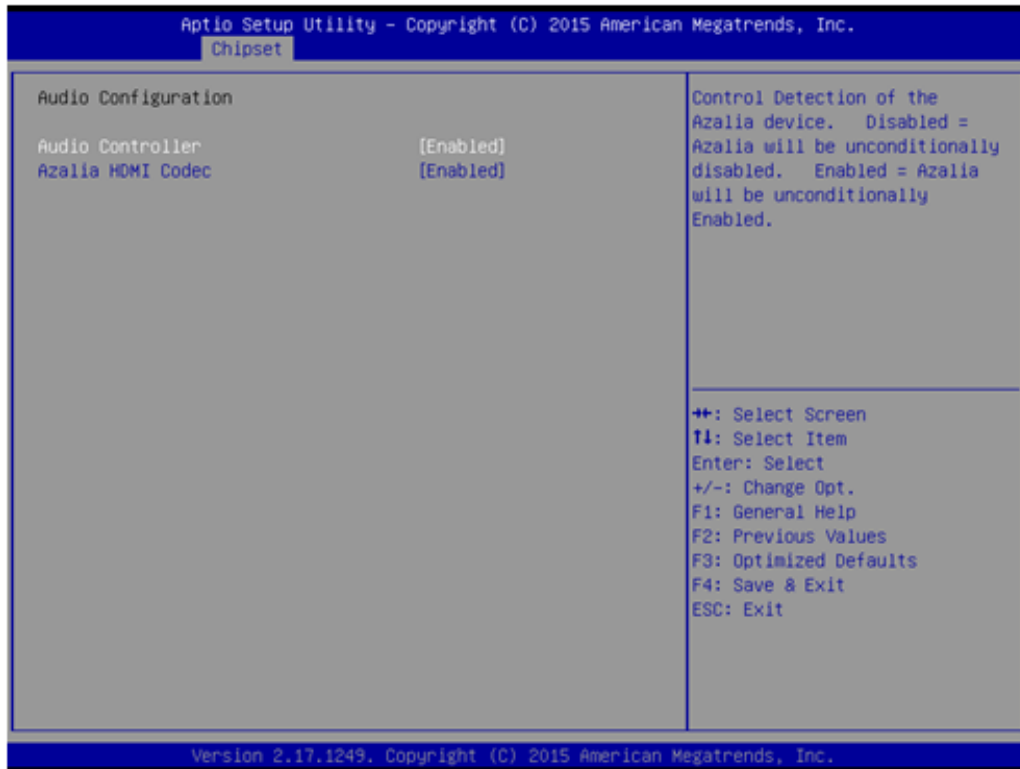 Aptio Setup Utility – Copyright (C) 2015 American Megatrends, Inc.
Chipset
Audio Configuration
Audio Controller [Enabled]
Azalia HDMI Codec [Enabled]
Control Detection of the
Azalia device.   Disabled =
Azalia will be unconditionally
disabled.   Enabled = Azalia
will be unconditionally
Enabled.
→←: Select Screen
↑↓: Select Item
Enter: Select
+/-: Change Opt.
F1: General Help
F2: Previous Values
F3: Optimized Defaults
F4: Save & Exit
ESC: Exit
Version 2.17.1249. Copyright (C) 2015 American Megatrends, Inc.